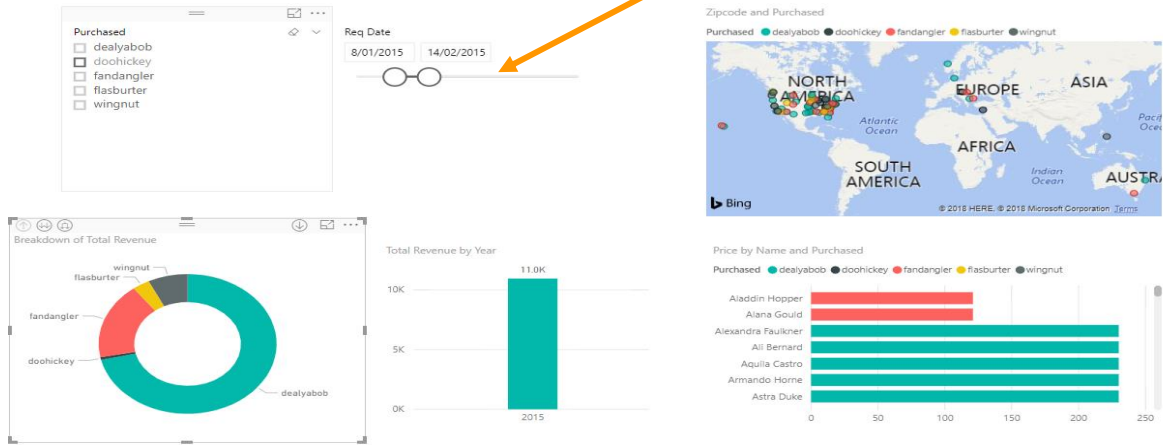 Purchased
dealyabob
doohickey
fandangler
flasburter
wingnut
Req Date
8/01/2015 14/02/2015
Zipcode and Purchased
Purchased dealyabob doohickey fandangler flasburter wingnut
NORTH AMERICA
EUROPE
ASIA
Atlantic Ocean
AFRICA
SOUTH AMERICA
Indian Ocean
AUSTRA
Pacif
Oce
Bing
© 2018 HERE, © 2018 Microsoft Corporation Terms
Breakdown of Total Revenue
wingnut
flasburter
fandangler
doohickey
dealyabob
Total Revenue by Year
11.0K
10K
5K
0K
2015
Price by Name and Purchased
Purchased dealyabob doohickey fandangler flasburter wingnut
Aladdin Hopper
Alana Gould
Alexandra Faulkner
Ali Bernard
Aquila Castro
Armando Horne
Astra Duke
0 50 100 150 200 250